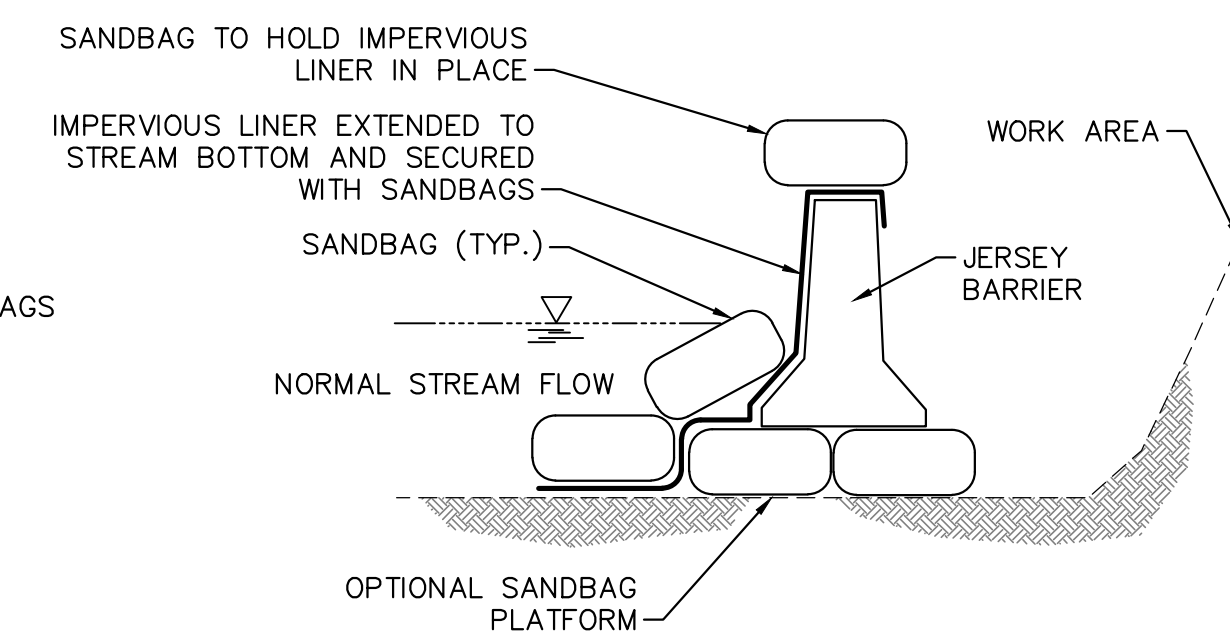 SANDBAG TO HOLD IMPERVIOUS
LINER IN PLACE
IMPERVIOUS LINER EXTENDED TO
STREAM BOTTOM AND SECURED
WITH SANDBAGS
SANDBAG (TYP.)
WORK AREA
JERSEY
BARRIER
AGS
NORMAL STREAM FLOW
OPTIONAL SANDBAG
PLATFORM